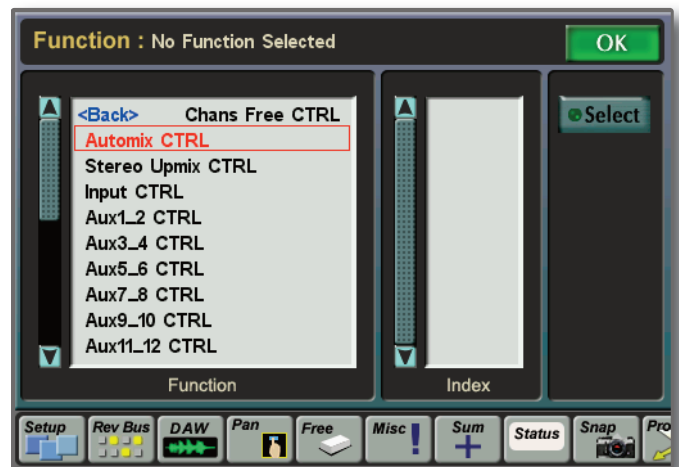 Function : No Function Selected
OK
<Back> Chans Free CTRL
Automix CTRL
Stereo Upmix CTRL
Input CTRL
Aux1_2 CTRL
Aux3_4 CTRL
Aux5_6 CTRL
Aux7_8 CTRL
Aux9_10 CTRL
Aux11_12 CTRL
Function
Index
Select
Setup Rev Bus DAW Pan Free Misc Sum Status Snap Pro